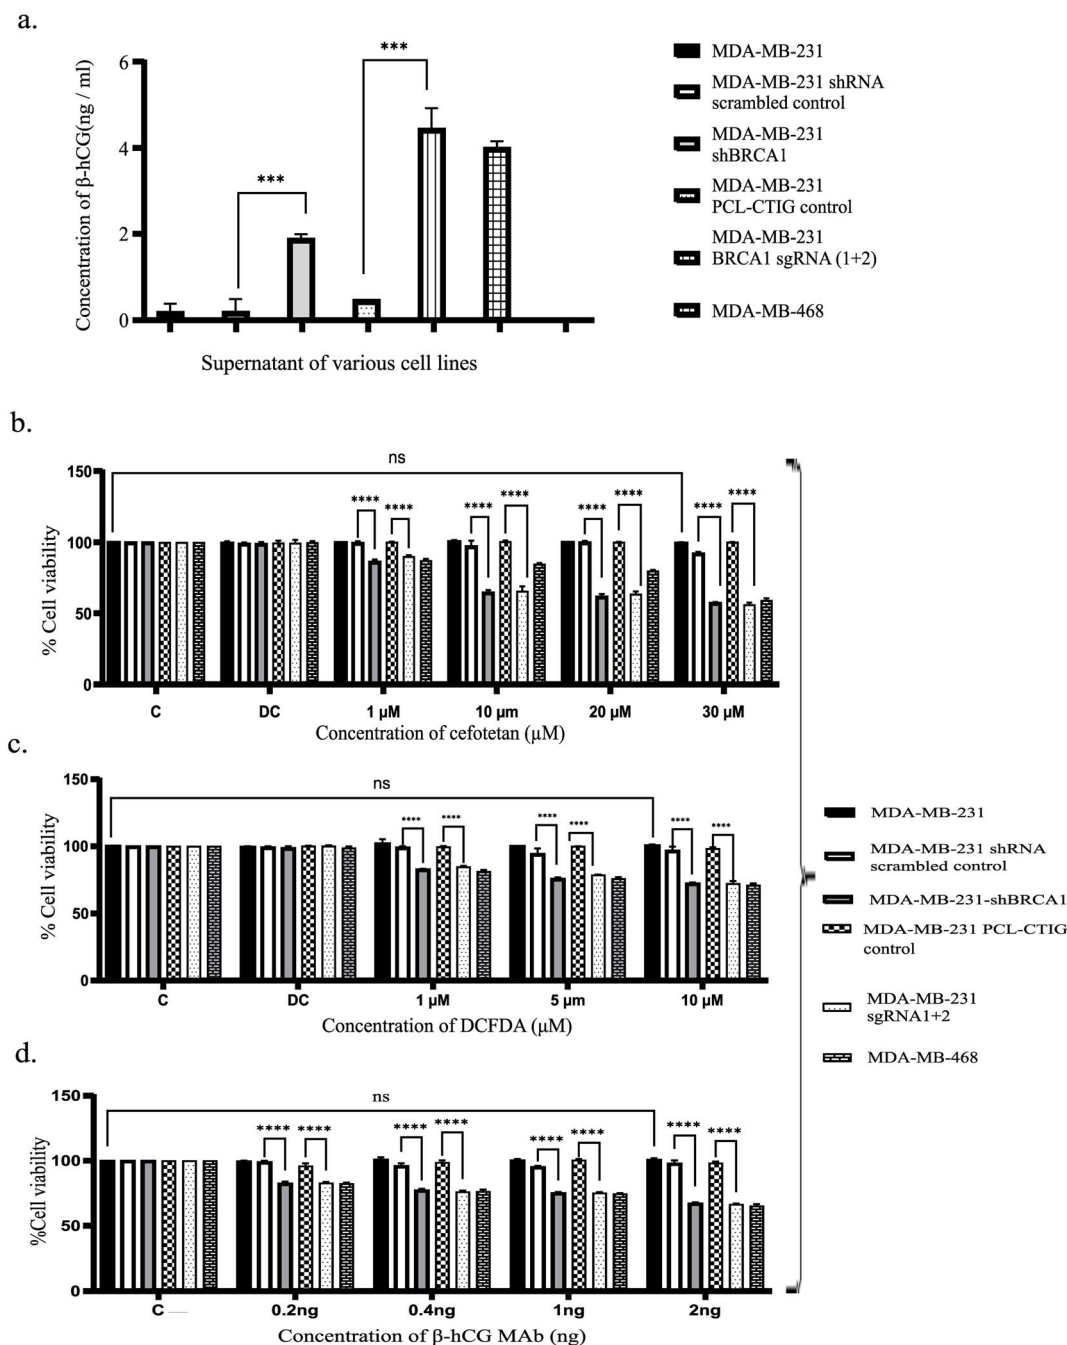 a.
Concentration of β-hCG(ng / ml)
6
4
2
0
***
***
Supernatant of various cell lines
MDA-MB-231
MDA-MB-231 shRNA
scrambled control
MDA-MB-231
shBRCA1
MDA-MB-231
PCL-CTIG control
MDA-MB-231
BRCA1 sgRNA (1+2)
MDA-MB-468
b.
% Cell viability
150
100
50
0
ns
**** **** **** **** **** **** **** ****
C DC 1 µM 10 µm 20 µM 30 µM
Concentration of cefotetan (µM)
c.
% Cell viability
150
100
50
0
ns
**** **** **** **** **** ****
C DC 1 µM 5 µm 10 µM
Concentration of DCFDA (µM)
MDA-MB-231
MDA-MB-231 shRNA
scrambled control
MDA-MB-231-shBRCA1
MDA-MB-231 PCL-CTIG
control
MDA-MB-231
sgRNA1+2
MDA-MB-468
d.
%Cell viability
150
100
50
0
ns
**** **** **** **** **** **** **** ****
C 0.2ng 0.4ng 1ng 2ng
Concentration of β-hCG MAb (ng)